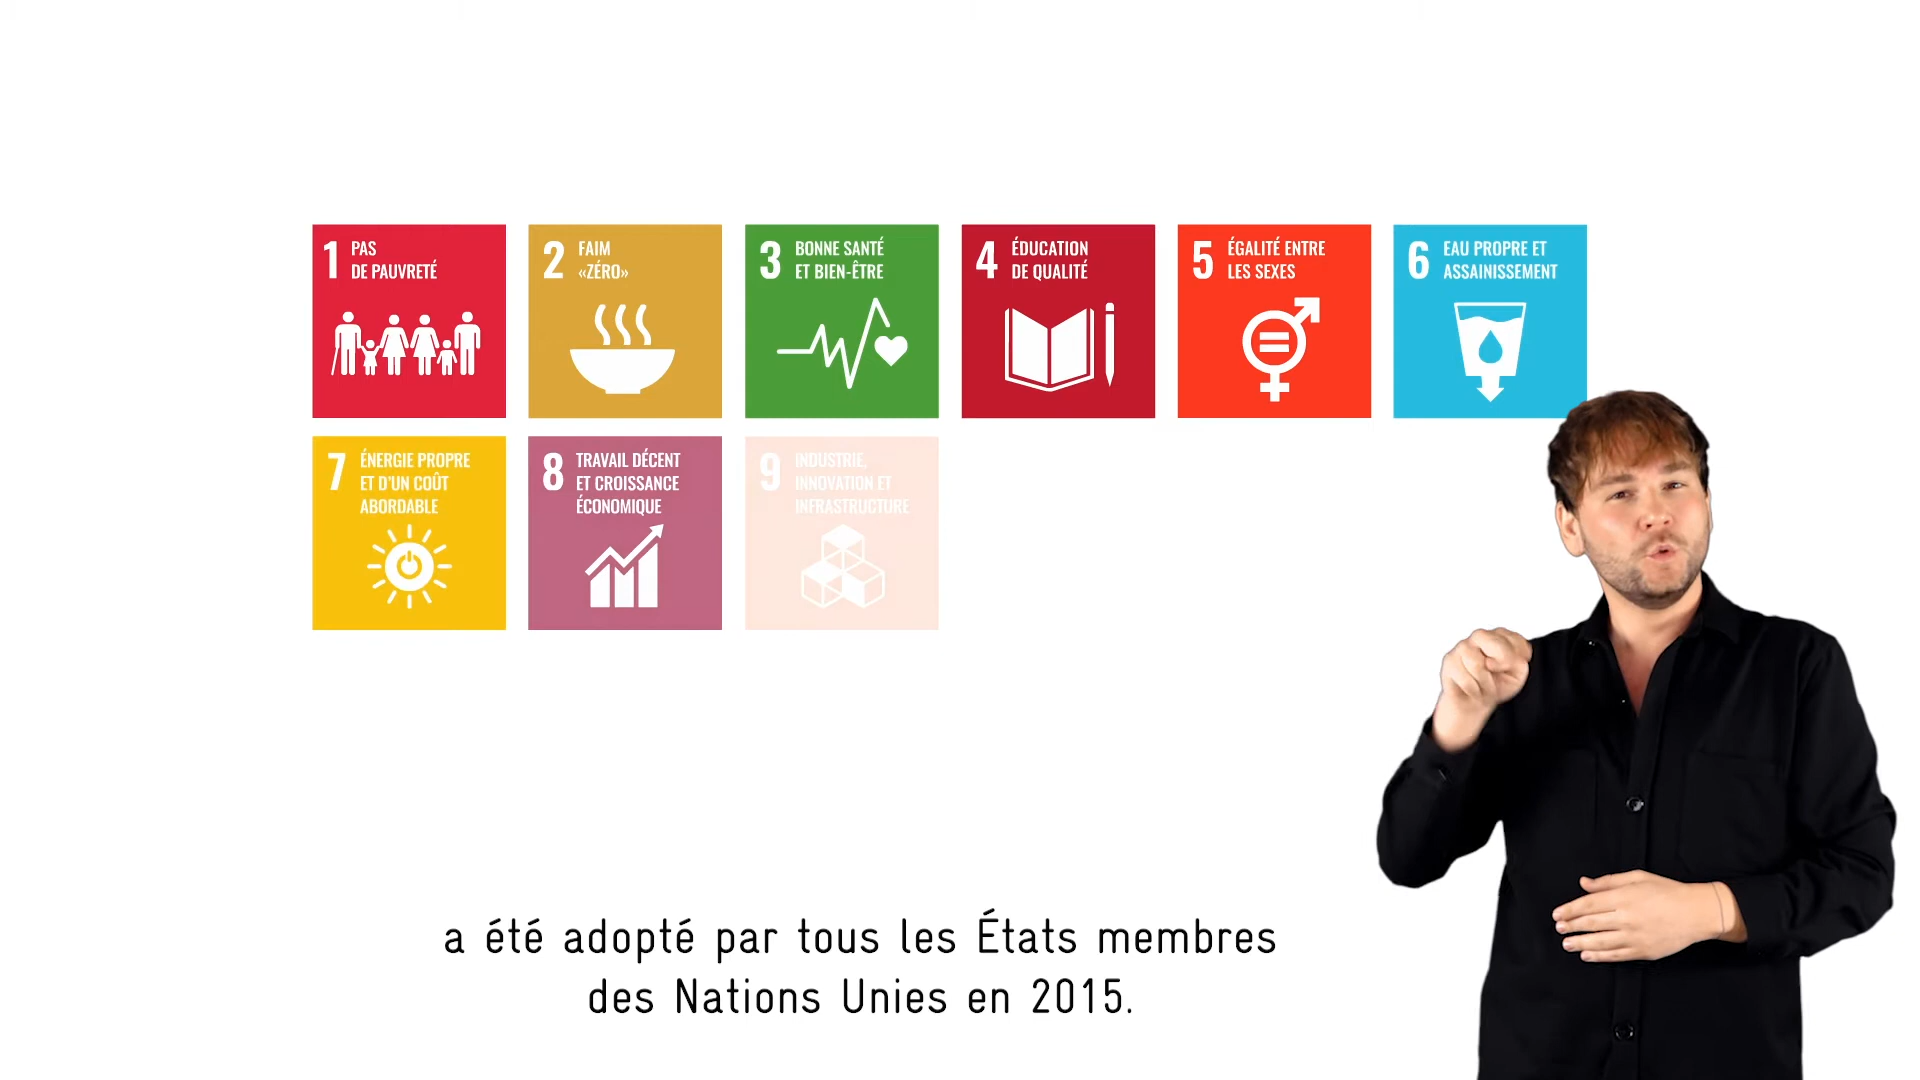 1 PAS
DE PAUVRETÉ
2 FAIM
«ZÉRO»
3 BONNE SANTÉ
ET BIEN-ÊTRE
4 ÉDUCATION
DE QUALITÉ
5 ÉGALITÉ ENTRE
LES SEXES
6 EAU PROPRE ET
ASSAINISSEMENT
7 ÉNERGIE PROPRE
ET D'UN COÛT
ABORDABLE
8 TRAVAIL DÉCENT
ET CROISSANCE
ÉCONOMIQUE
9 INDUSTRIE,
INNOVATION ET
INFRASTRUCTURE
a été adopté par tous les États membres
des Nations Unies en 2015.